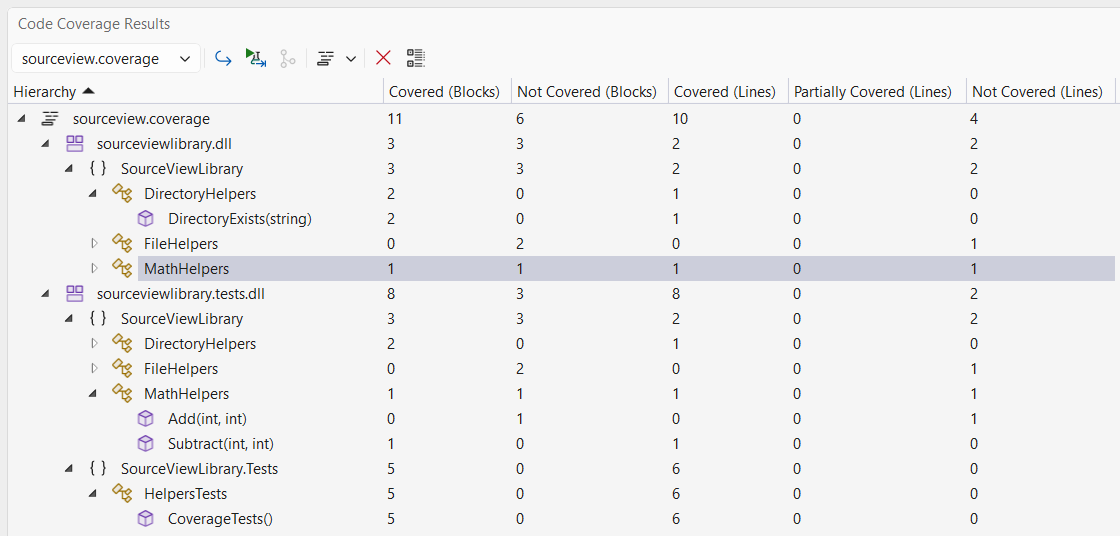 Code Coverage Results
sourceview.coverage
Hierarchy Covered (Blocks) Not Covered (Blocks) Covered (Lines) Partially Covered (Lines) Not Covered (Lines)
sourceview.coverage 11 6 10 0 4
sourceviewlibrary.dll 3 3 2 0 2
{ } SourceViewLibrary 3 3 2 0 2
DirectoryHelpers 2 0 1 0 0
DirectoryExists(string) 2 0 1 0 0
FileHelpers 0 2 0 0 1
MathHelpers 1 1 1 0 1
sourceviewlibrary.tests.dll 8 3 8 0 2
{ } SourceViewLibrary 3 3 2 0 2
DirectoryHelpers 2 0 1 0 0
FileHelpers 0 2 0 0 1
MathHelpers 1 1 1 0 1
Add(int, int) 0 1 0 0 1
Subtract(int, int) 1 0 1 0 0
{ } SourceViewLibrary.Tests 5 0 6 0 0
HelpersTests 5 0 6 0 0
CoverageTests() 5 0 6 0 0